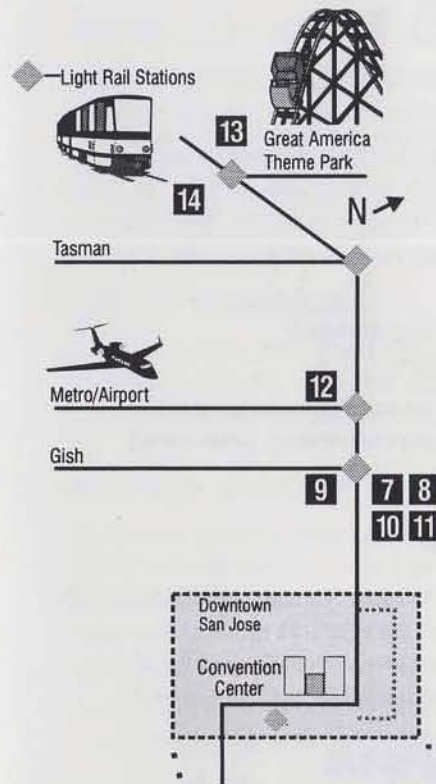 Light Rail Stations
13
Great America
Theme Park
14
N
Tasman
12
Metro/Airport
Gish
9 7 8
10 11
Downtown
San Jose
Convention
Center